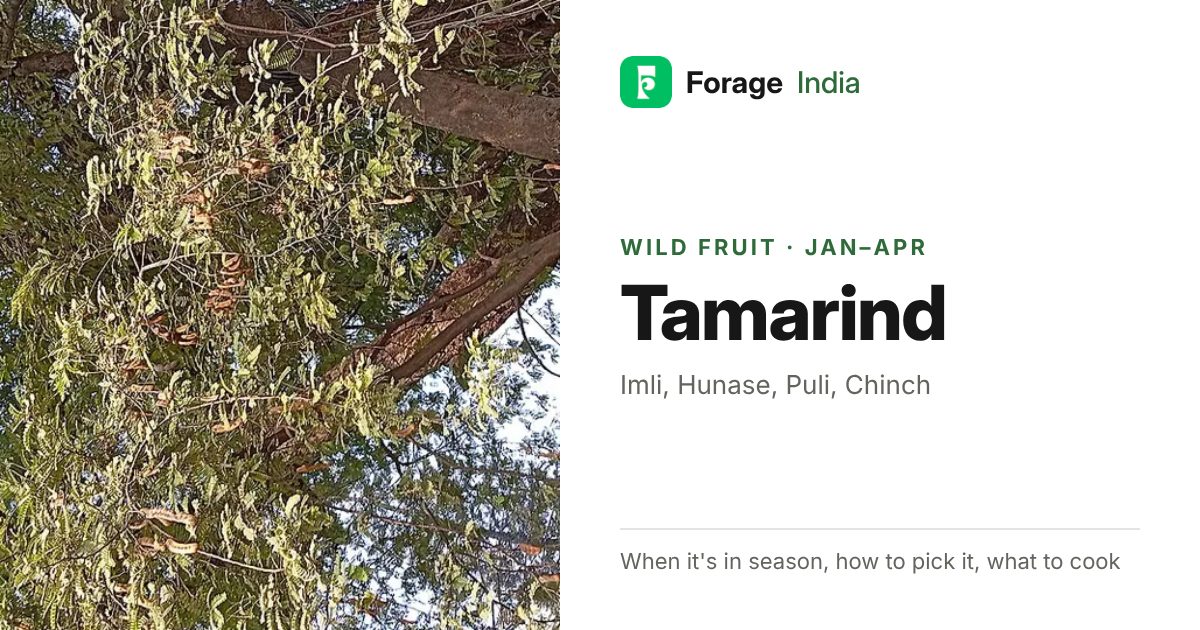 Forage India
WILD FRUIT · JAN–APR
Tamarind
Imli, Hunase, Puli, Chinch
When it's in season, how to pick it, what to cook